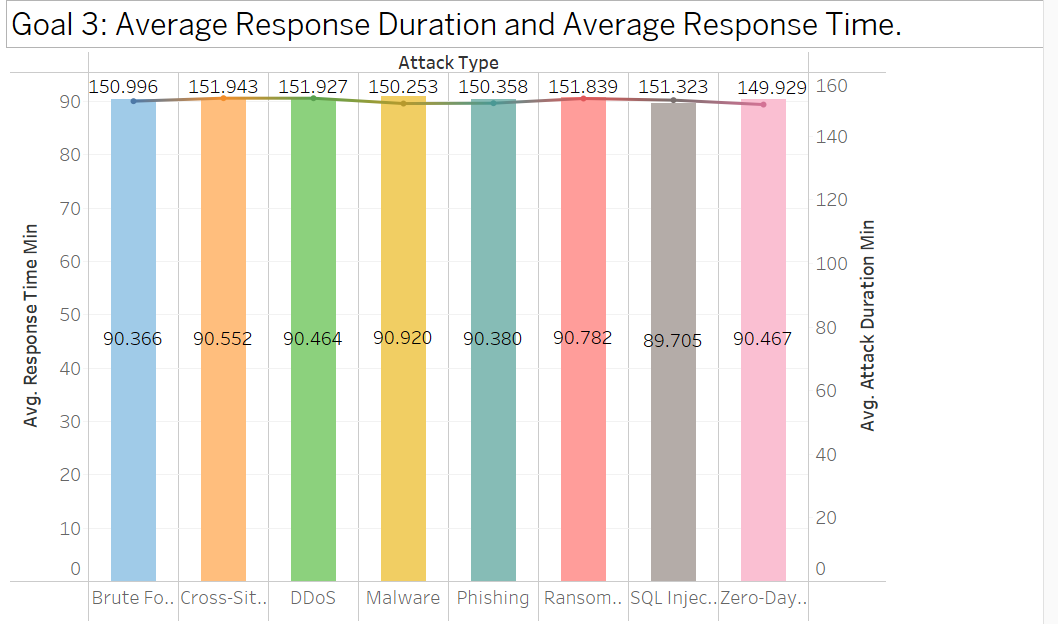 Goal 3: Average Response Duration and Average Response Time.
Attack Type
150.996 151.943 151.927 150.253 150.358 151.839 151.323 149.929
90
80
70
60
50
40
30
20
10
0
Avg. Response Time Min
90.366 90.552 90.464 90.920 90.380 90.782 89.705 90.467
160
140
120
100
80
60
40
20
0
Avg. Attack Duration Min
Brute Fo.. Cross-Sit.. DDoS Malware Phishing Ransom.. SQL Injec.. Zero-Day..